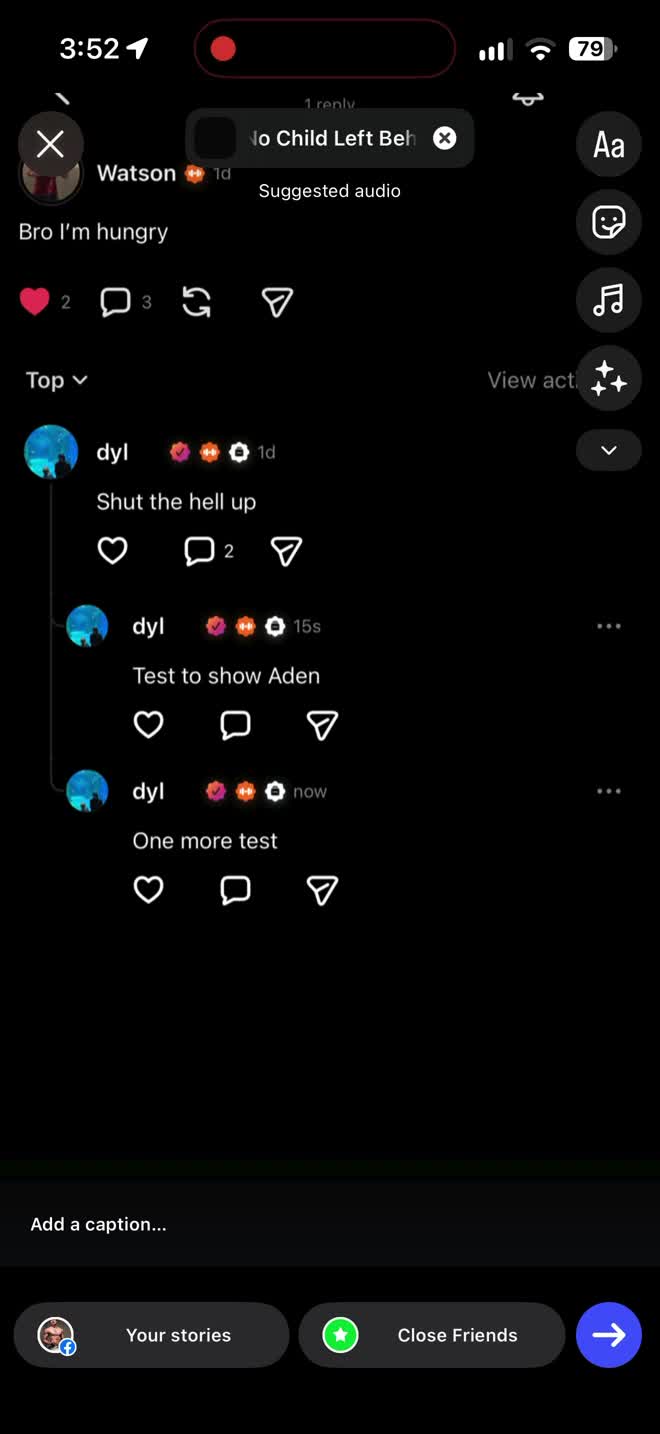 3:52
79
1 reply
No Child Left Beh
Watson 1d
Suggested audio
Aa
Bro I’m hungry
2 3
Top View acti
dyl 1d
Shut the hell up
2
dyl 15s
Test to show Aden
dyl now
One more test
Add a caption...
Your stories Close Friends